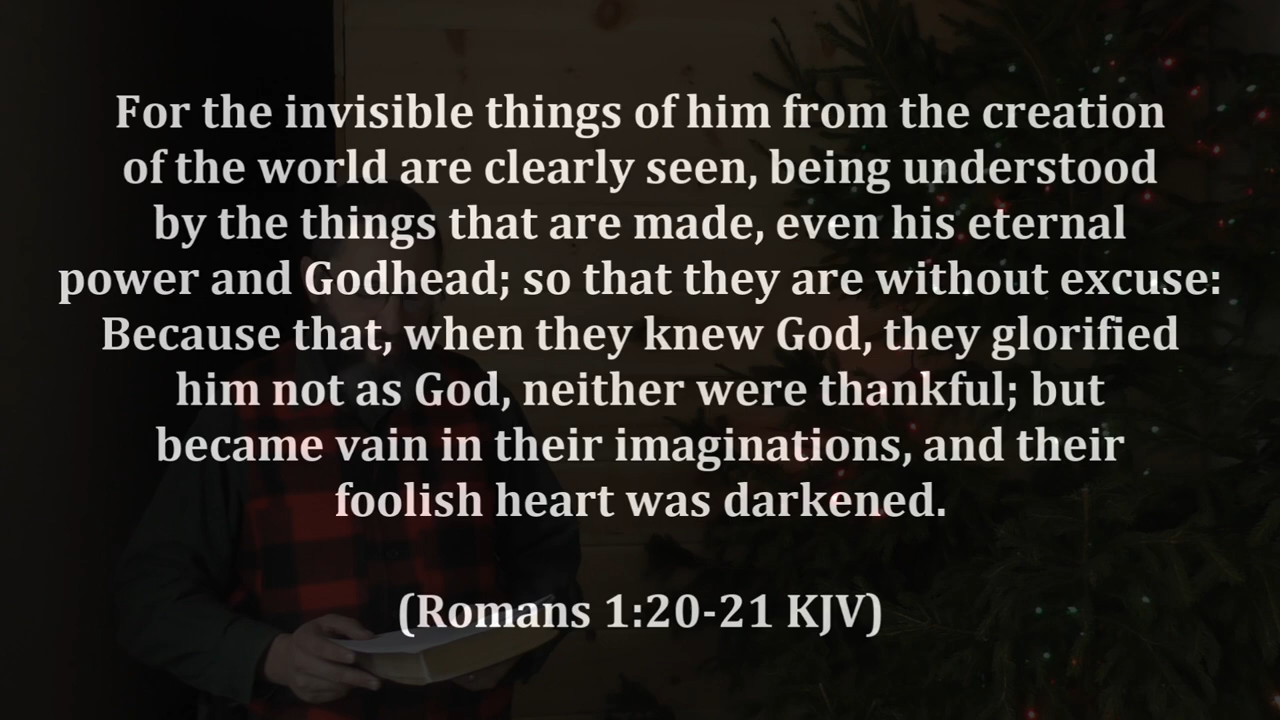 For the invisible things of him from the creation
of the world are clearly seen, being understood
by the things that are made, even his eternal
power and Godhead; so that they are without excuse:
Because that, when they knew God, they glorified
him not as God, neither were thankful; but
became vain in their imaginations, and their
foolish heart was darkened.
(Romans 1:20-21 KJV)